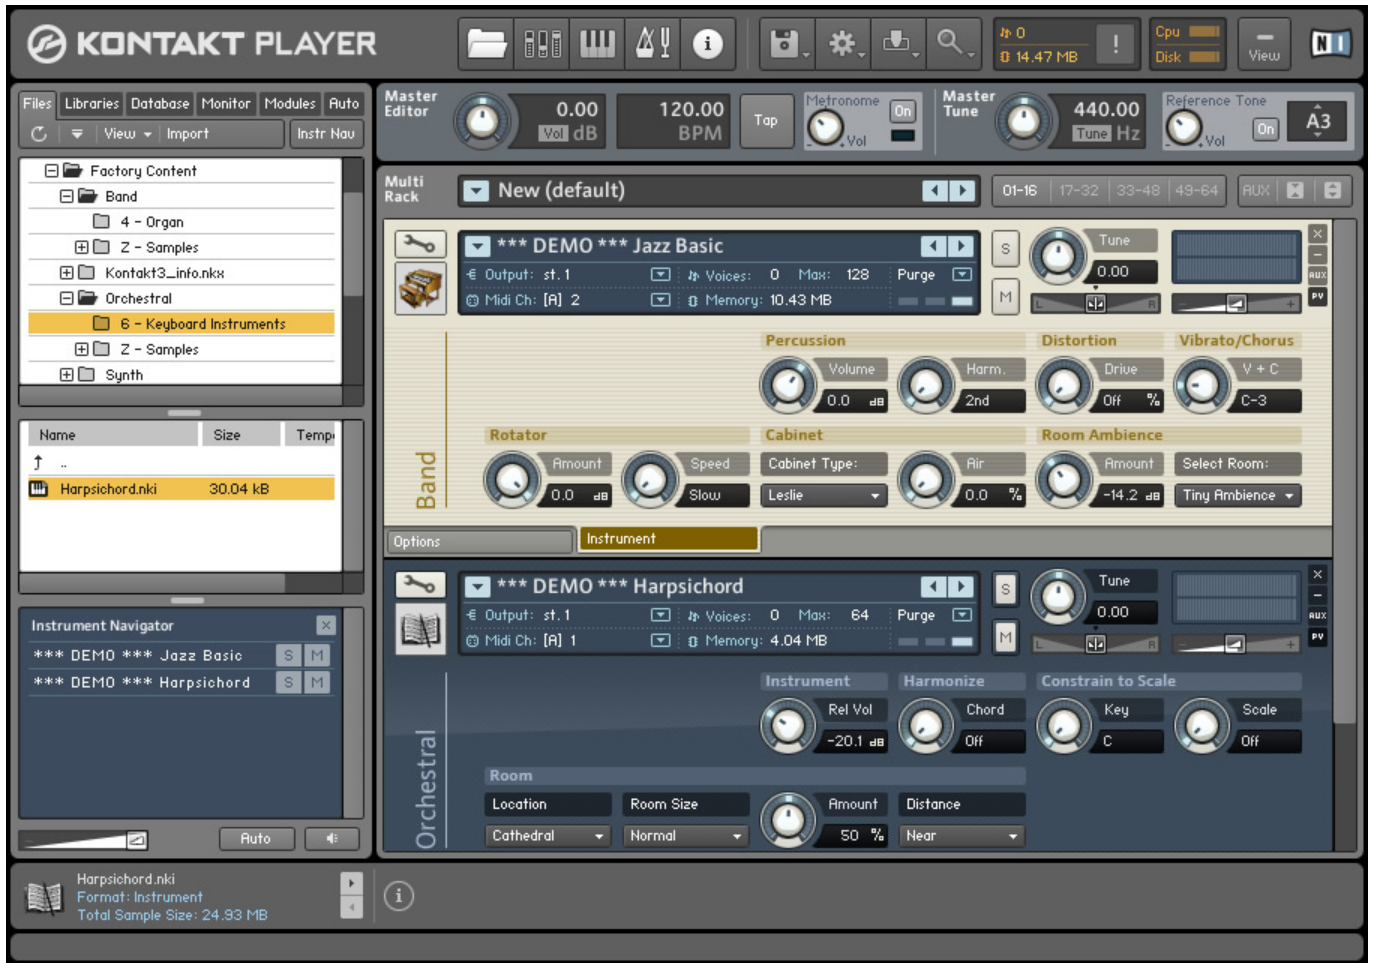 KONTAKT PLAYER
0
14.47 MB
!
Cpu
Disk
View
NI
Files Libraries Database Monitor Modules Auto
View Import Instr Nav
Factory Content
Band
4 - Organ
Z - Samples
Kontakt3_info.nkx
Orchestral
6 - Keyboard Instruments
Z - Samples
Synth
Name Size Temp
..
Harpsichord.nki 30.04 kB
Instrument Navigator
*** DEMO *** Jazz Basic S M
*** DEMO *** Harpsichord S M
Auto
Master Editor
0.00
Vol dB
120.00
BPM
Tap
Metronome
On
Vol
Master Tune
440.00
Tune Hz
Reference Tone
On
Vol
A3
Multi Rack
New (default)
01-16 17-32 33-48 49-64
AUX
*** DEMO *** Jazz Basic
Output: st.1 Voices: 0 Max: 128 Purge
Midi Ch: [A] 2 Memory: 10.43 MB
S
M
Tune
0.00
L R
- +
AUX
PV
Band
Percussion
Volume
0.0 dB
Harm.
2nd
Distortion
Drive
Off %
Vibrato/Chorus
V + C
C-3
Rotator
Amount
0.0 dB
Speed
Slow
Cabinet
Cabinet Type:
Leslie
Air
0.0 %
Room Ambience
Amount
-14.2 dB
Select Room:
Tiny Ambience
Options
Instrument
*** DEMO *** Harpsichord
Output: st.1 Voices: 0 Max: 64 Purge
Midi Ch: [A] 1 Memory: 4.04 MB
S
M
Tune
0.00
L R
- +
AUX
PV
Orchestral
Instrument
Rel Vol
-20.1 dB
Harmonize
Chord
Off
Constrain to Scale
Key
C
Scale
Off
Room
Location
Cathedral
Room Size
Normal
Amount
50 %
Distance
Near
Harpsichord.nki
Format: Instrument
Total Sample Size: 24.93 MB